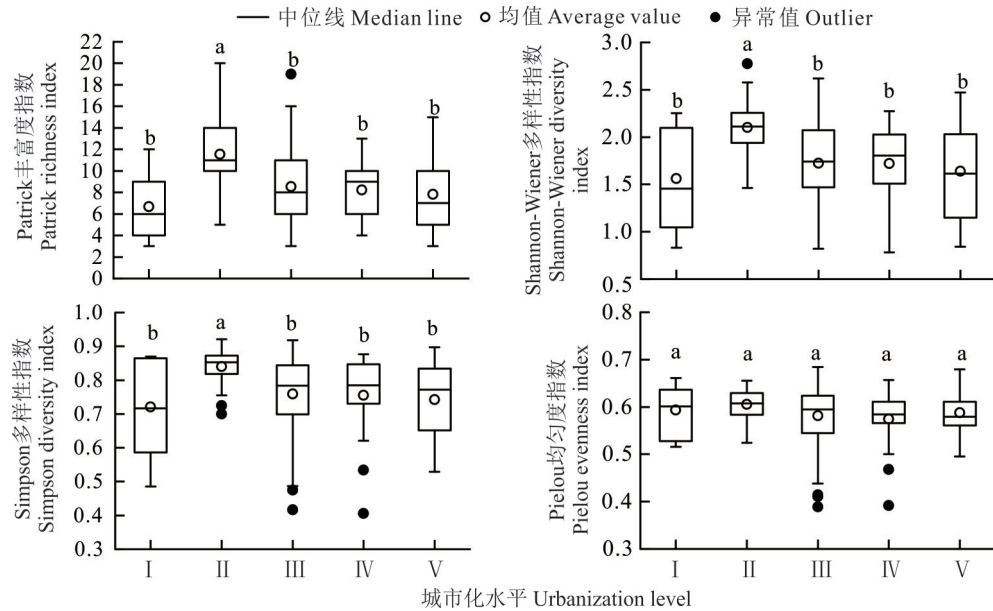 中位线 Median line 均值 Average value 异常值 Outlier
Patrick丰富度指数
Patrick richness index
22
20
18
16
14
12
10
8
6
4
2
0
b
a
b
b
b
Shannon-Wiener多样性指数
Shannon-Wiener diversity
index
3.0
2.5
2.0
1.5
1.0
0.5
b
a
b
b
b
Simpson多样性指数
Simpson diversity index
1.0
0.9
0.8
0.7
0.6
0.5
0.4
0.3
b
a
b
b
b
I II III IV V
Pielou均匀度指数
Pielou evenness index
0.8
0.7
0.6
0.5
0.4
0.3
a
a
a
a
a
I II III IV V
城市化水平 Urbanization level